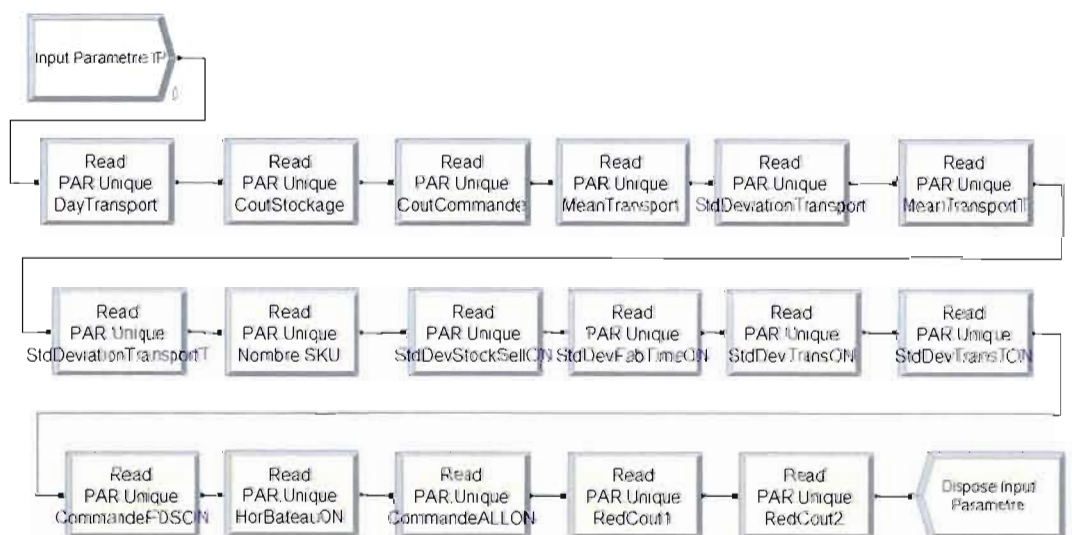 Input Parametre IP
0
Read
PAR Unique
DayTransport
Read
PAR Unique
CoutStockage
Read
PAR Unique
CoutCommande
Read
PAR Unique
MeanTransport
Read
PAR Unique
StdDeviationTransport
Read
PAR Unique
MeanTransportT
Read
PAR Unique
StdDeviationTransportT
Read
PAR Unique
Nombre SKU
Read
PAR Unique
StdDevStockSellON
Read
PAR Unique
StdDevFabTimeON
Read
PAR Unique
StdDevTransON
Read
PAR Unique
StdDevTransTON
Read
PAR Unique
CommandeFDSCON
Read
PAR Unique
HorBateauON
Read
PAR Unique
CommandeALLON
Read
PAR Unique
RedCout1
Read
PAR Unique
RedCout2
Dispose Input
Parametre